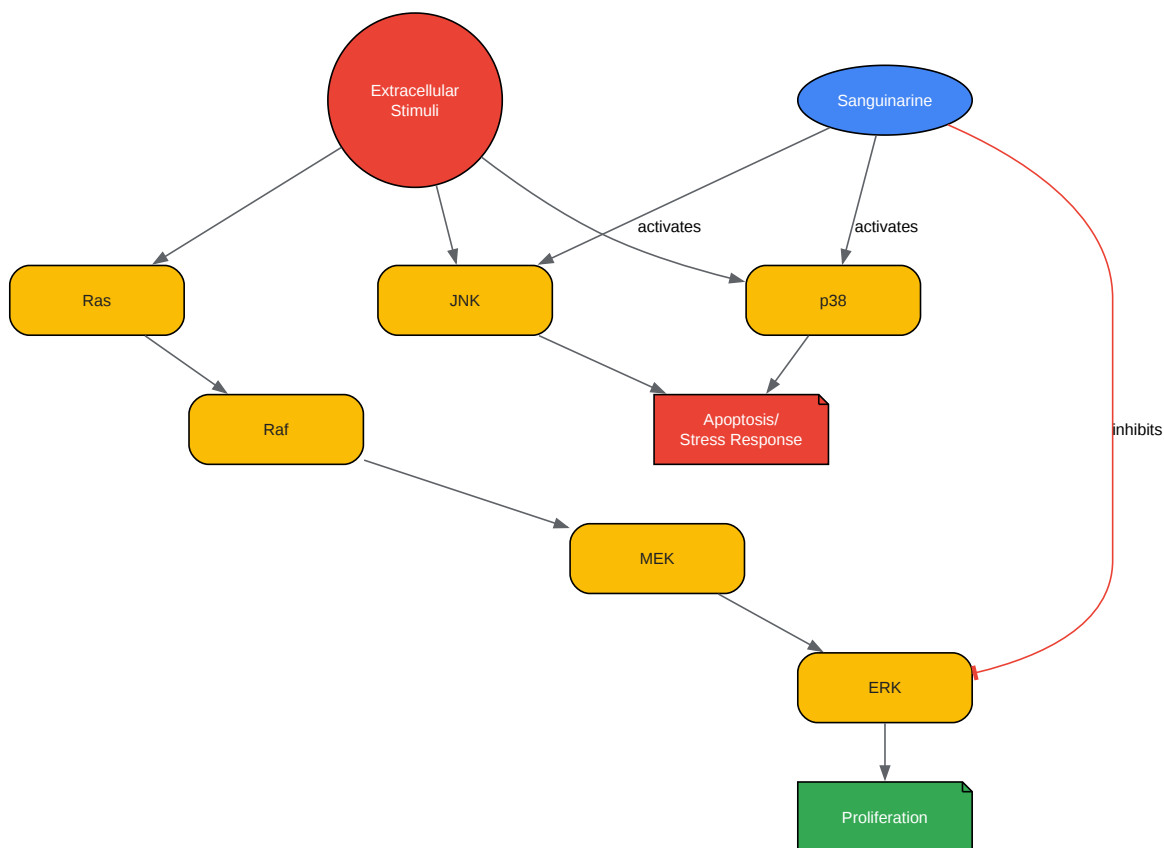 Extracellular
Stimuli
Sanguinarine
activates
activates
Ras
JNK
p38
Raf
Apoptosis/
Stress Response
inhibits
MEK
ERK
Proliferation